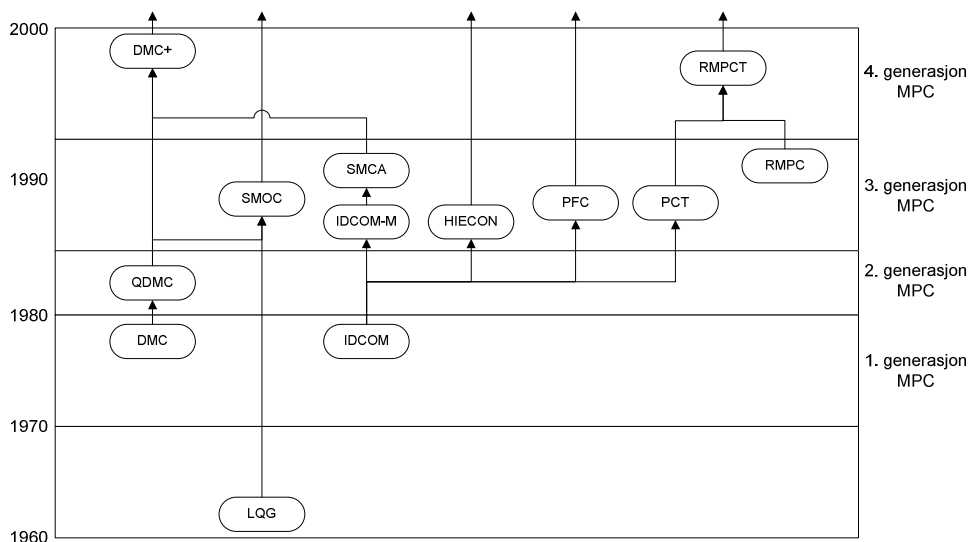 2000
DMC+
RMPCT
4. generasjon
MPC
1990
SMCA
RMPC
SMOC
IDCOM-M
HIECON
PFC
PCT
3. generasjon
MPC
QDMC
2. generasjon
MPC
1980
DMC
IDCOM
1. generasjon
MPC
1970
LQG
1960